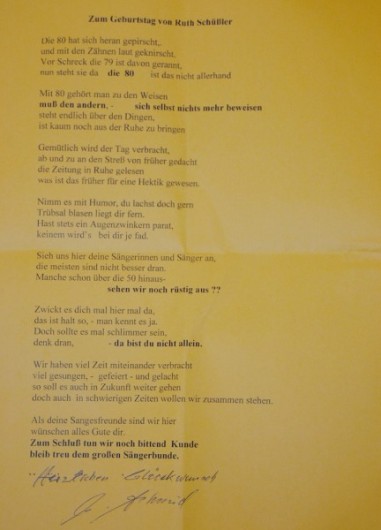 Zum Geburtstag von Ruth Schüßler
Die 80 hat sich heran gepirscht,.
und mit den Zähnen laut geknirscht.
Vor Schreck die 79 ist davon gerannt,
nun steht sie da die 80 ist das nicht allerhand
Mit 80 gehört man zu den Weisen
muß den andern, - sich selbst nichts mehr beweisen
steht endlich über den Dingen,
ist kaum noch aus der Ruhe zu bringen
Gemütlich wird der Tag verbracht,
ab und zu an den Streß von früher gedacht
die Zeitung in Ruhe gelesen
was ist das früher für eine Hektik gewesen.
Nimm es mit Humor, du lachst doch gern
Trübsal blasen liegt dir fern.
Hast stets ein Augenzwinkern parat,
keinem wird´s bei dir je fad.
Sieh uns hier deine Sängerinnen und Sänger an,
die meisten sind nicht besser dran.
Manche schon über die 50 hinaus-
sehen wir noch rüstig aus ??
Zwickt es dich mal hier mal da,
das ist halt so, - man kennt es ja.
Doch sollte es mal schlimmer sein,
denk dran, - da bist du nicht allein.
Wir haben viel Zeit miteinander verbracht
viel gesungen, - gefeiert - und gelacht
so soll es auch in Zukunft weiter gehen
doch auch in schwierigen Zeiten wollen wir zusammen stehen.
Als deine Sangesfreunde sind wir hier
wünschen alles Gute dir.
Zum Schluß tun wir noch bittend Kunde
bleib treu dem großen Sängerbunde.
Herzlichen Glückwunsch